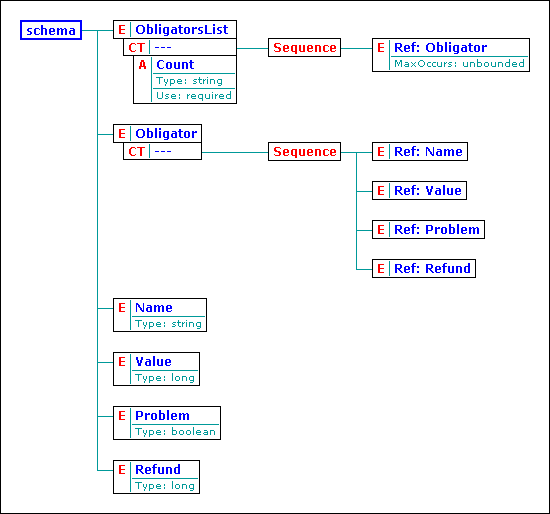 schema
E ObligatorsList
CT ---
A Count
Type: string
Use: required
Sequence
E Ref: Obligator
MaxOccurs: unbounded
E Obligator
CT ---
Sequence
E Ref: Name
E Ref: Value
E Ref: Problem
E Ref: Refund
E Name
Type: string
E Value
Type: long
E Problem
Type: boolean
E Refund
Type: long